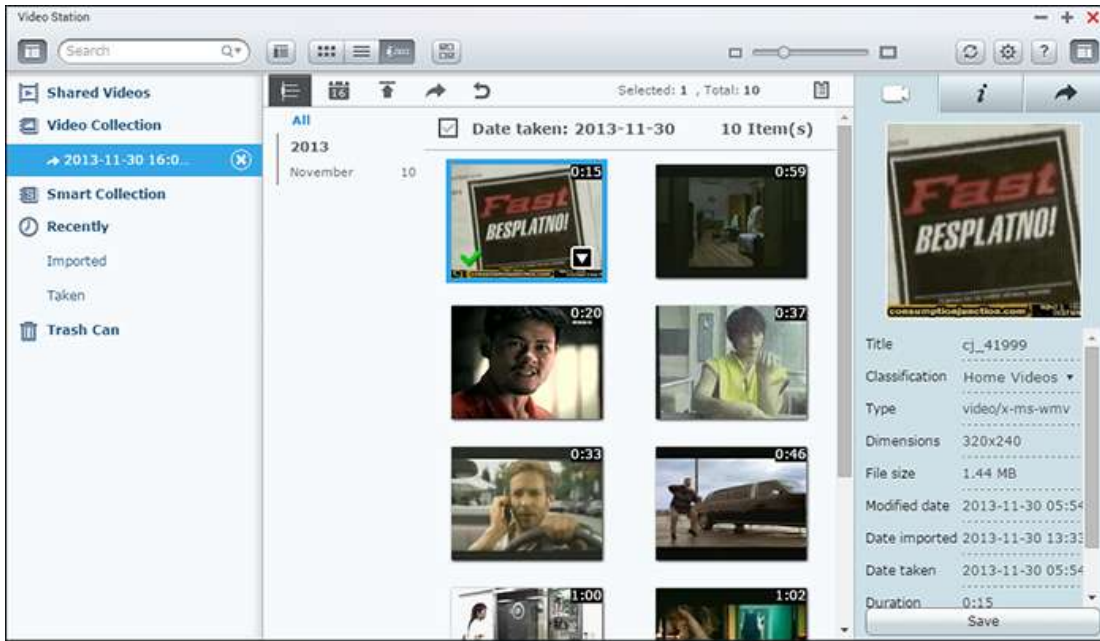 Video Station
Search
Shared Videos
Video Collection
2013-11-30 16:0...
Smart Collection
Recently
Imported
Taken
Trash Can
16
Selected: 1 , Total: 10
All
2013
November 10
Date taken: 2013-11-30 10 Item(s)
0:15
Fast
BESPLATNO!
0:59
0:20
0:37
0:33
0:46
1:00
1:02
?
i
Fast
BESPLATNO!
consumptionjunction.com
Title cj_41999
Classification Home Videos
Type video/x-ms-wmv
Dimensions 320x240
File size 1.44 MB
Modified date 2013-11-30 05:54
Date imported 2013-11-30 13:33
Date taken 2013-11-30 05:54
Duration 0:15
Save